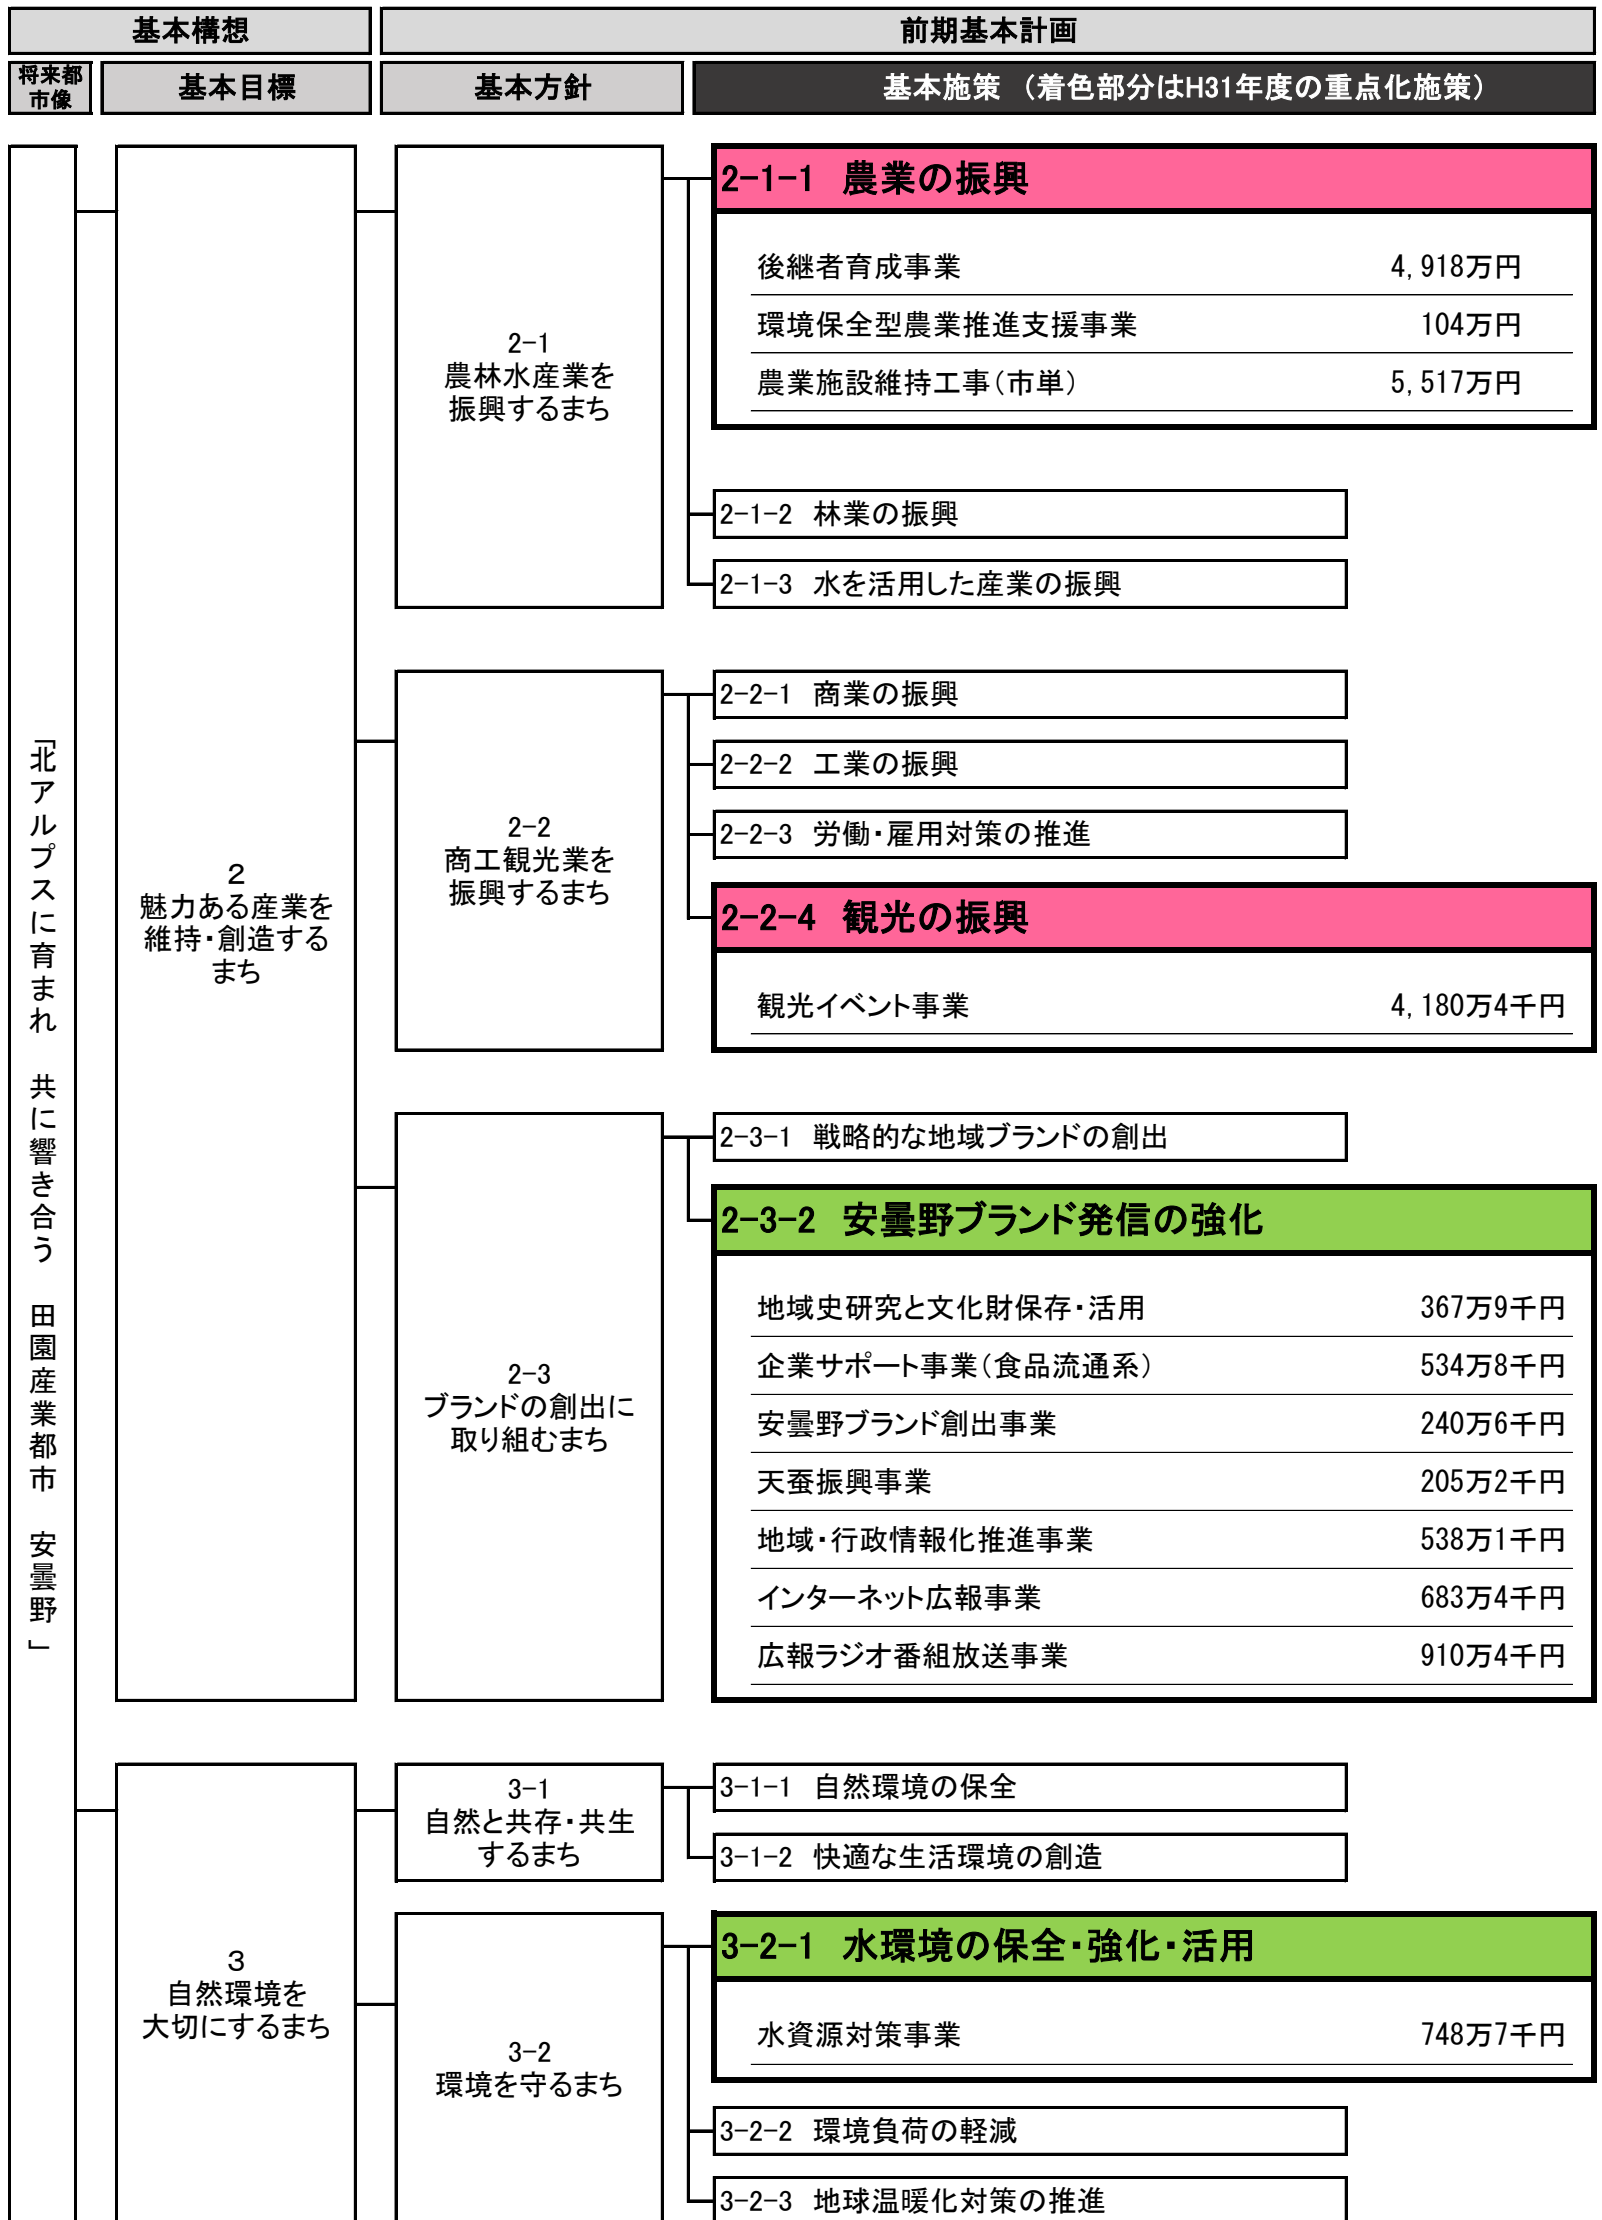 基本構想
前期基本計画
将来都
市像
基本目標
基本方針
基本施策 （着色部分はH31年度の重点化施策）
「北アルプスに育まれ 共に響き合う 田園産業都市 安曇野」
2
魅力ある産業を
維持・創造する
まち
2-1
農林水産業を
振興するまち
2-1-1 農業の振興
後継者育成事業 4,918万円
環境保全型農業推進支援事業 104万円
農業施設維持工事（市単） 5,517万円
2-1-2 林業の振興
2-1-3 水を活用した産業の振興
2-2
商工観光業を
振興するまち
2-2-1 商業の振興
2-2-2 工業の振興
2-2-3 労働・雇用対策の推進
2-2-4 観光の振興
観光イベント事業 4,180万4千円
2-3
ブランドの創出に
取り組むまち
2-3-1 戦略的な地域ブランドの創出
2-3-2 安曇野ブランド発信の強化
地域史研究と文化財保存・活用 367万9千円
企業サポート事業（食品流通系） 534万8千円
安曇野ブランド創出事業 240万6千円
天蚕振興事業 205万2千円
地域・行政情報化推進事業 538万1千円
インターネット広報事業 683万4千円
広報ラジオ番組放送事業 910万4千円
3
自然環境を
大切にするまち
3-1
自然と共存・共生
するまち
3-1-1 自然環境の保全
3-1-2 快適な生活環境の創造
3-2
環境を守るまち
3-2-1 水環境の保全・強化・活用
水資源対策事業 748万7千円
3-2-2 環境負荷の軽減
3-2-3 地球温暖化対策の推進